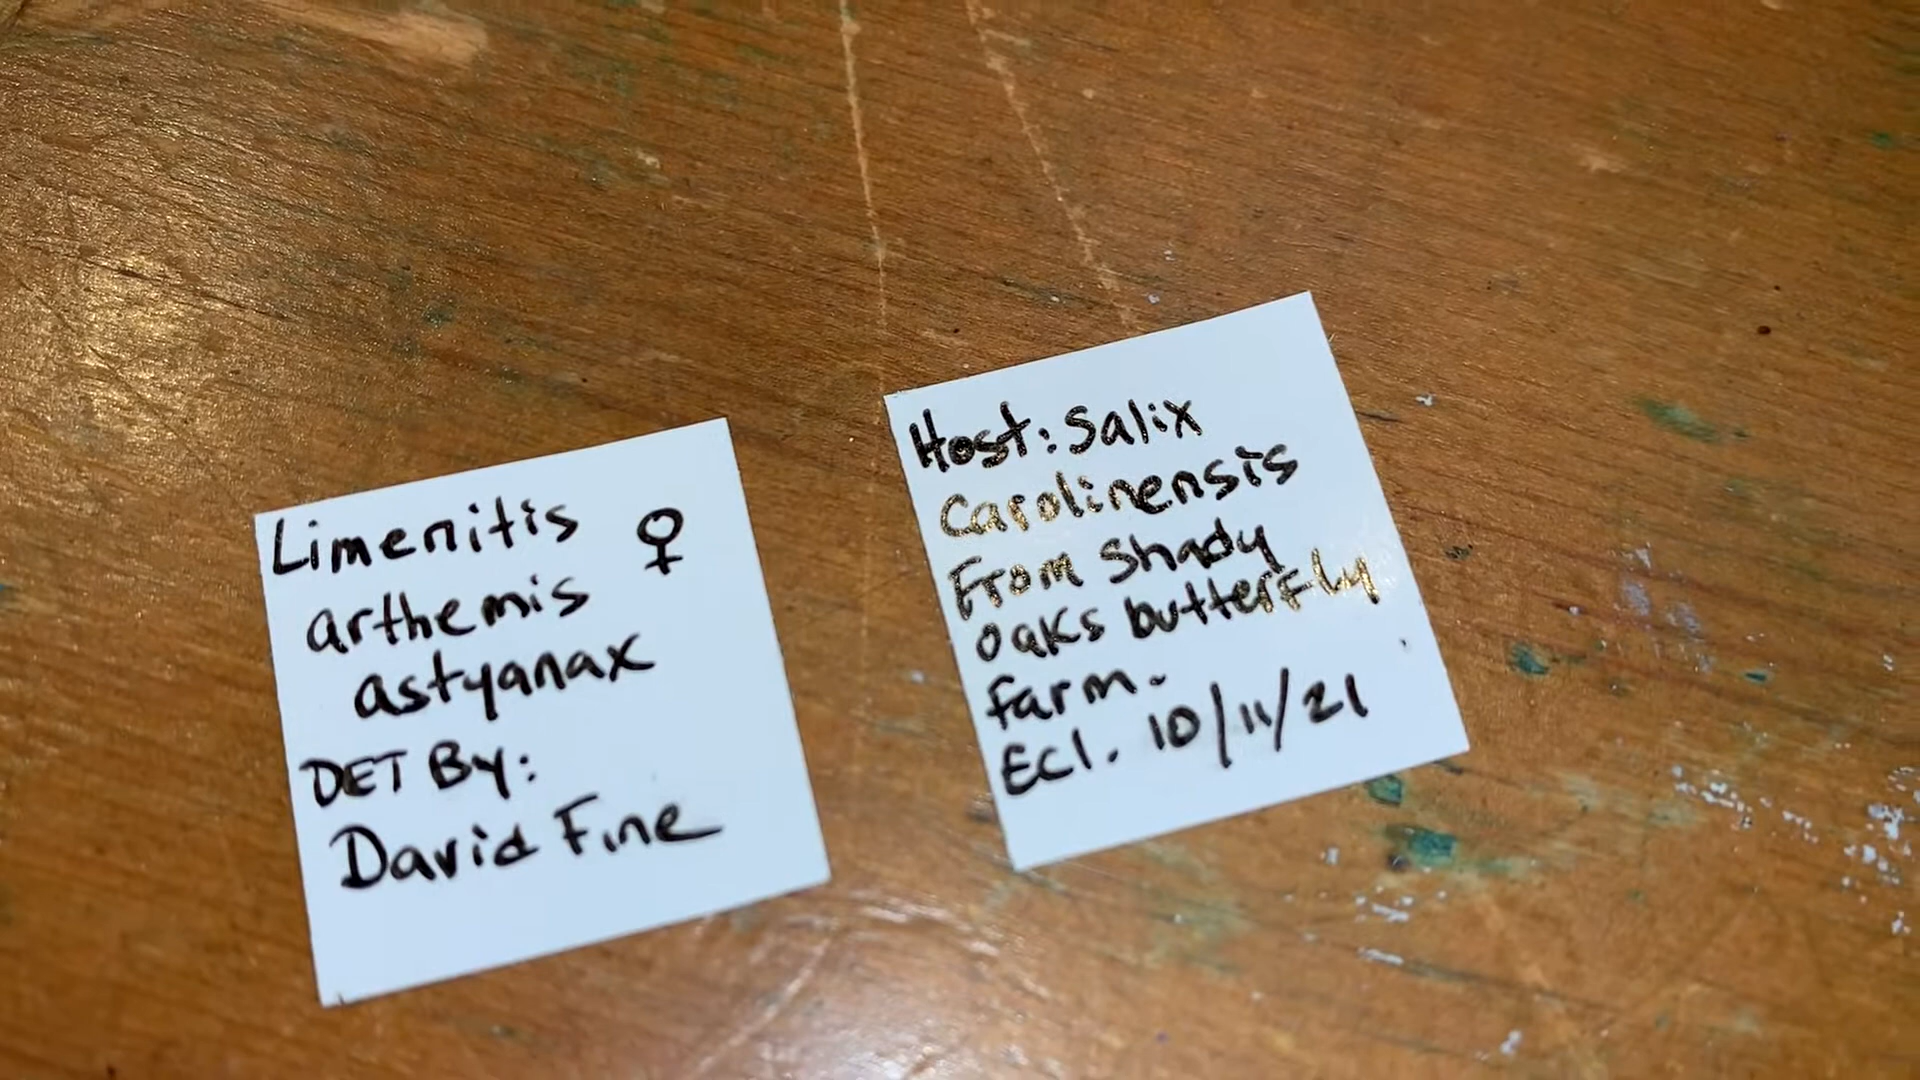 Limenitis ♀
arthemis
astyanax
DET By:
David Fine
Host: Salix
Carolinensis
From Shady
oaks butterfly
farm.
Ecl. 10/11/21